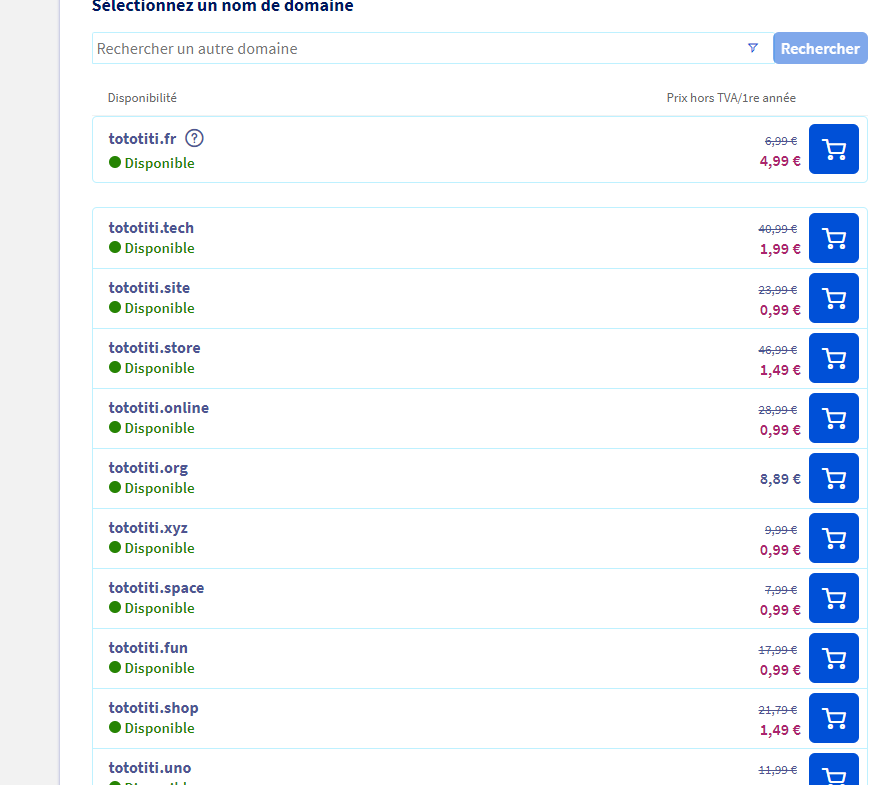 Sélectionnez un nom de domaine
Rechercher un autre domaine
Rechercher
Disponibilité
Prix hors TVA/1re année
tototiti.fr ?
6,99 €
Disponible
4,99 €
tototiti.tech
40,99 €
Disponible
1,99 €
tototiti.site
23,99 €
Disponible
0,99 €
tototiti.store
46,99 €
Disponible
1,49 €
tototiti.online
28,99 €
Disponible
0,99 €
tototiti.org
8,89 €
Disponible
tototiti.xyz
9,99 €
Disponible
0,99 €
tototiti.space
7,99 €
Disponible
0,99 €
tototiti.fun
17,99 €
Disponible
0,99 €
tototiti.shop
21,79 €
Disponible
1,49 €
tototiti.uno
11,99 €